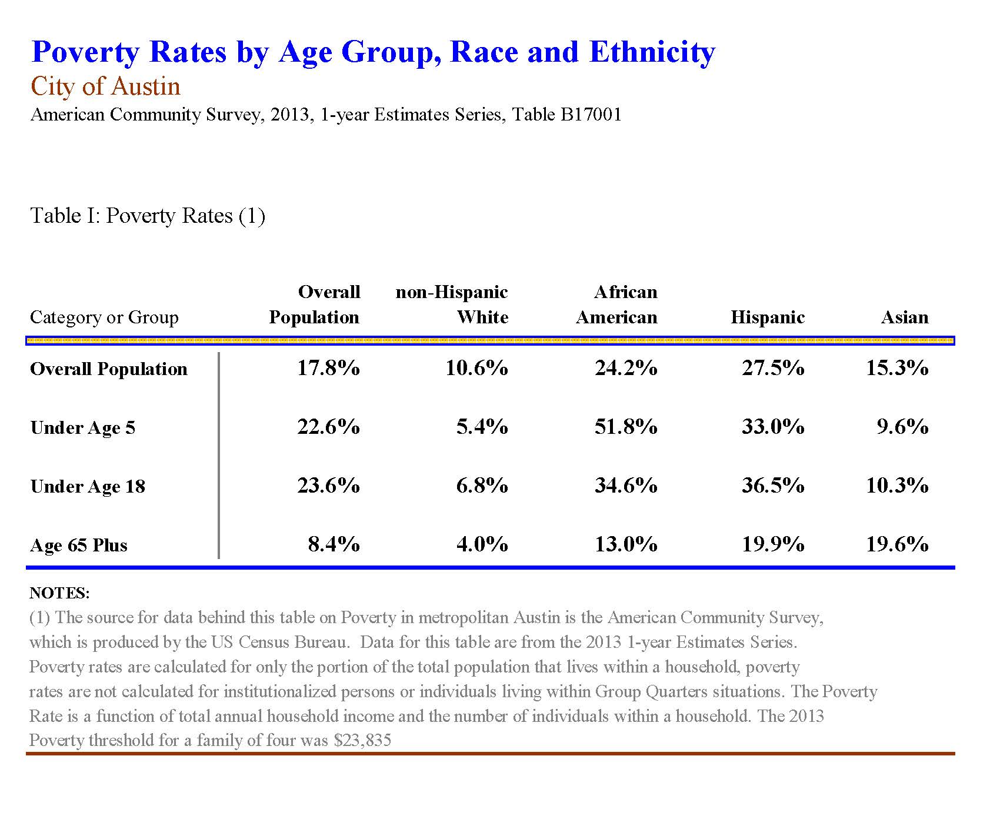 Poverty Rates by Age Group, Race and Ethnicity
City of Austin
American Community Survey, 2013, 1-year Estimates Series, Table B17001
Table I: Poverty Rates (1)
Overall non-Hispanic African
Category or Group Population White American Hispanic Asian
Overall Population 17.8% 10.6% 24.2% 27.5% 15.3%
Under Age 5 22.6% 5.4% 51.8% 33.0% 9.6%
Under Age 18 23.6% 6.8% 34.6% 36.5% 10.3%
Age 65 Plus 8.4% 4.0% 13.0% 19.9% 19.6%
NOTES:
(1) The source for data behind this table on Poverty in metropolitan Austin is the American Community Survey,
which is produced by the US Census Bureau.  Data for this table are from the 2013 1-year Estimates Series.
Poverty rates are calculated for only the portion of the total population that lives within a household, poverty
rates are not calculated for institutionalized persons or individuals living within Group Quarters situations. The Poverty
Rate is a function of total annual household income and the number of individuals within a household. The 2013
Poverty threshold for a family of four was $23,835